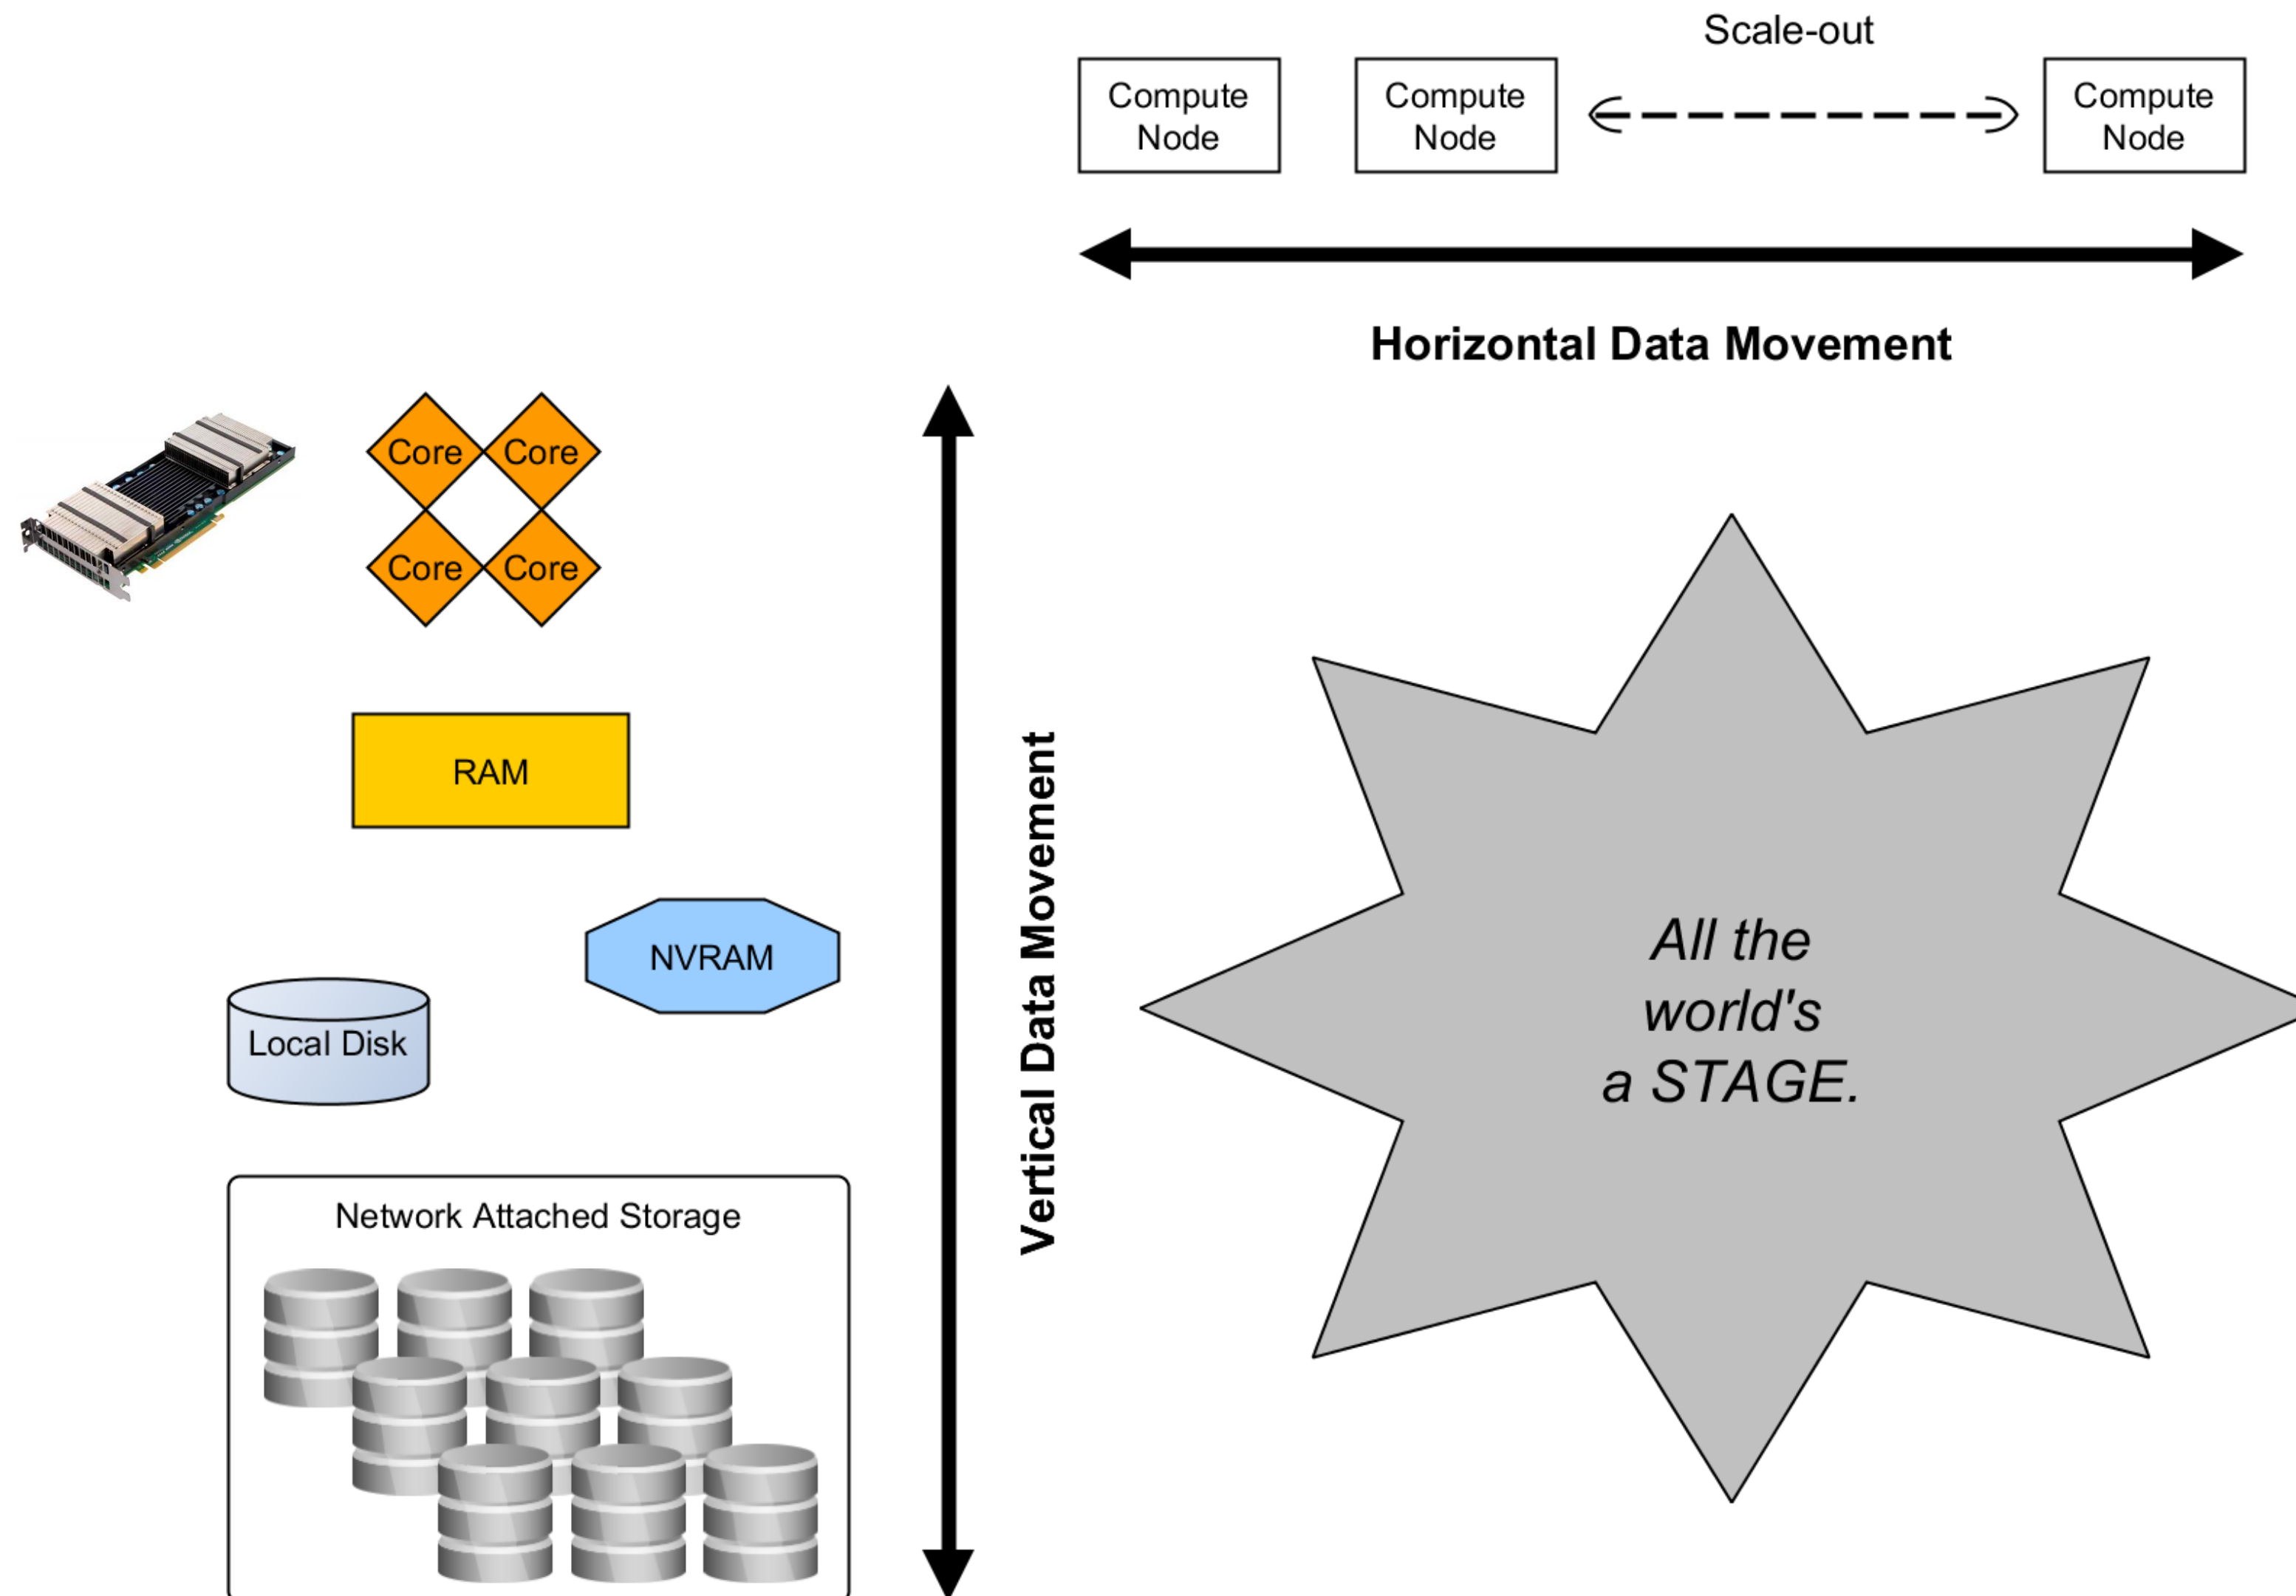 Scale-out
Compute
Node
Compute
Node
Compute
Node
Horizontal Data Movement
Core
Core
Core
Core
RAM
NVRAM
Local Disk
Network Attached Storage
Vertical Data Movement
All the
world's
a STAGE.